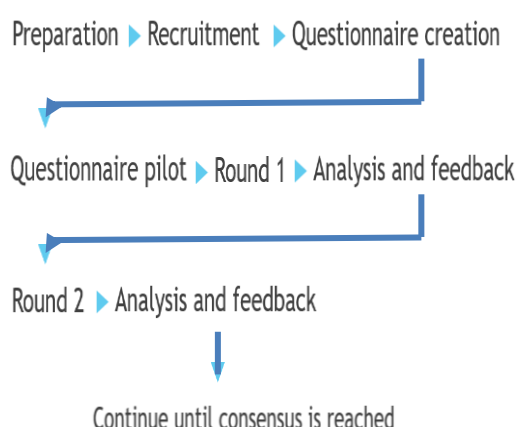 Preparation Recruitment Questionnaire creation
Questionnaire pilot Round 1 Analysis and feedback
Round 2 Analysis and feedback
Continue until consensus is reached